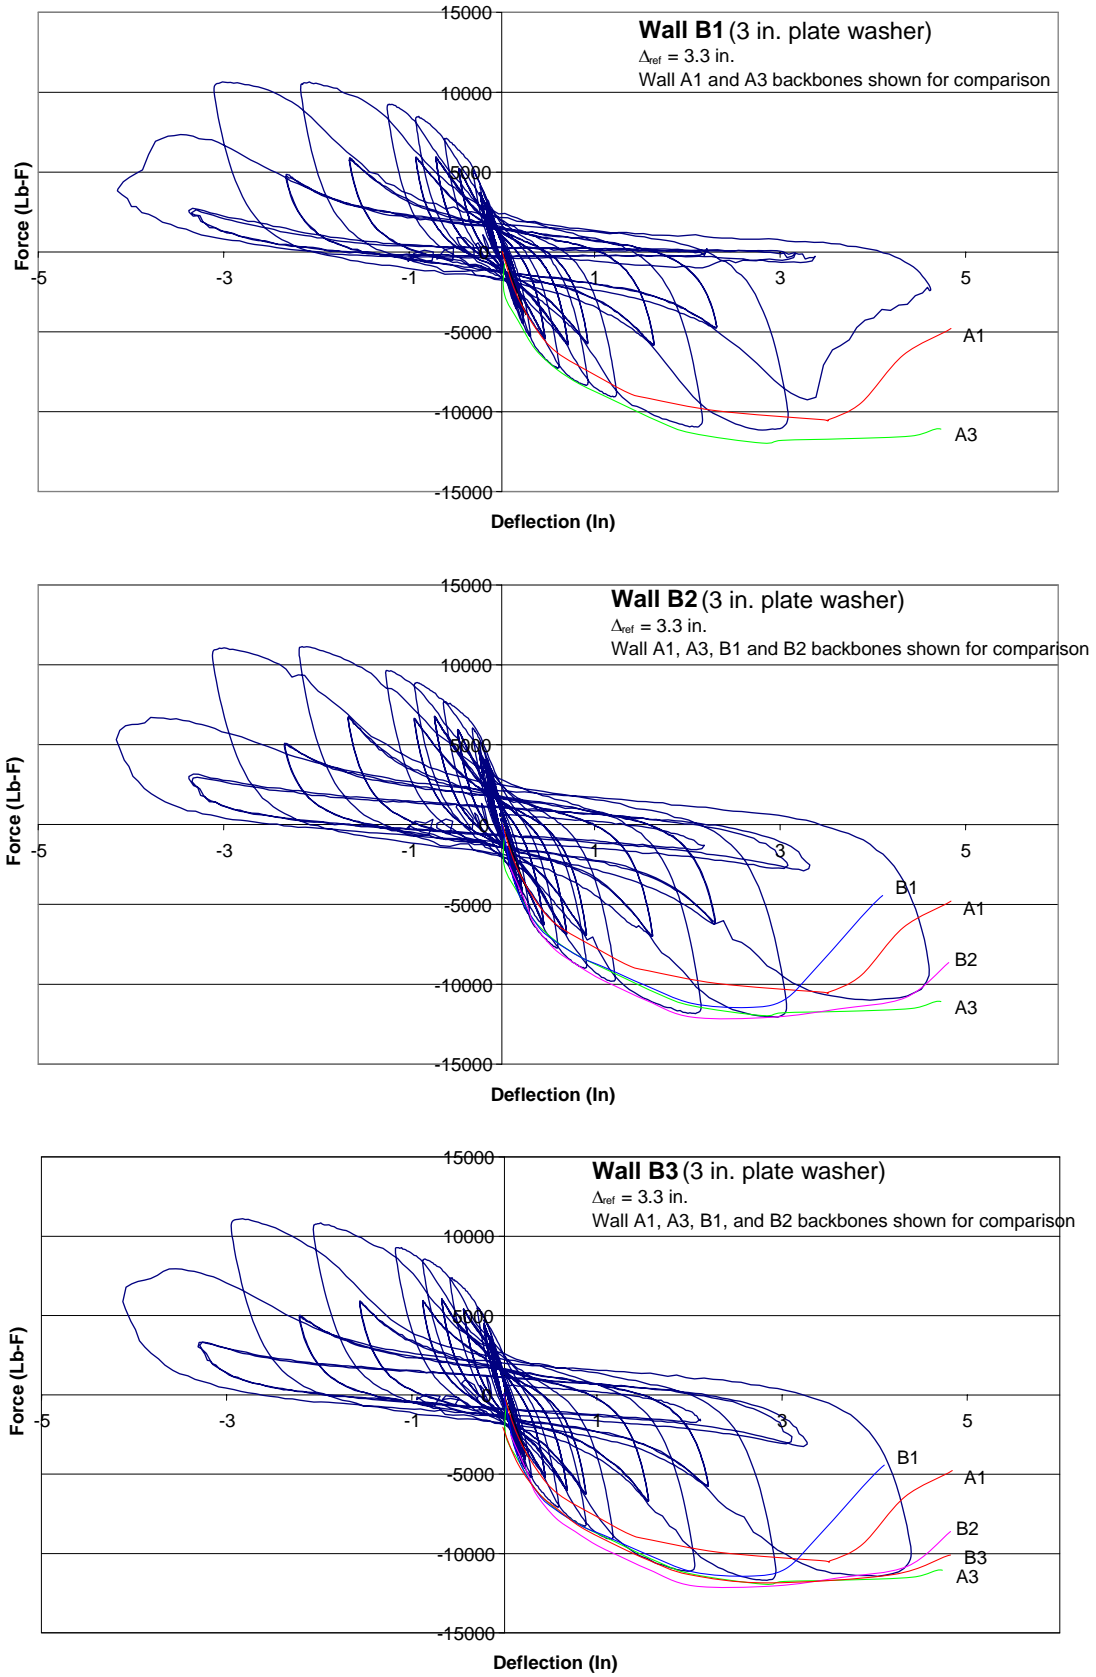 Wall B1 (3 in. plate washer)
Δref = 3.3 in.
Wall A1 and A3 backbones shown for comparison
15000
10000
5000
0
-5000
-10000
-15000
-5
-3
-1
1
3
5
A1
A3
Force (Lb-F)
Deflection (In)
Wall B2 (3 in. plate washer)
Δref = 3.3 in.
Wall A1, A3, B1 and B2 backbones shown for comparison
15000
10000
5000
0
-5000
-10000
-15000
-5
-3
-1
1
3
5
B1
A1
B2
A3
Force (Lb-F)
Deflection (In)
Wall B3 (3 in. plate washer)
Δref = 3.3 in.
Wall A1, A3, B1, and B2 backbones shown for comparison
15000
10000
5000
0
-5000
-10000
-15000
-5
-3
-1
1
3
5
B1
A1
B2
B3
A3
Force (Lb-F)
Deflection (In)